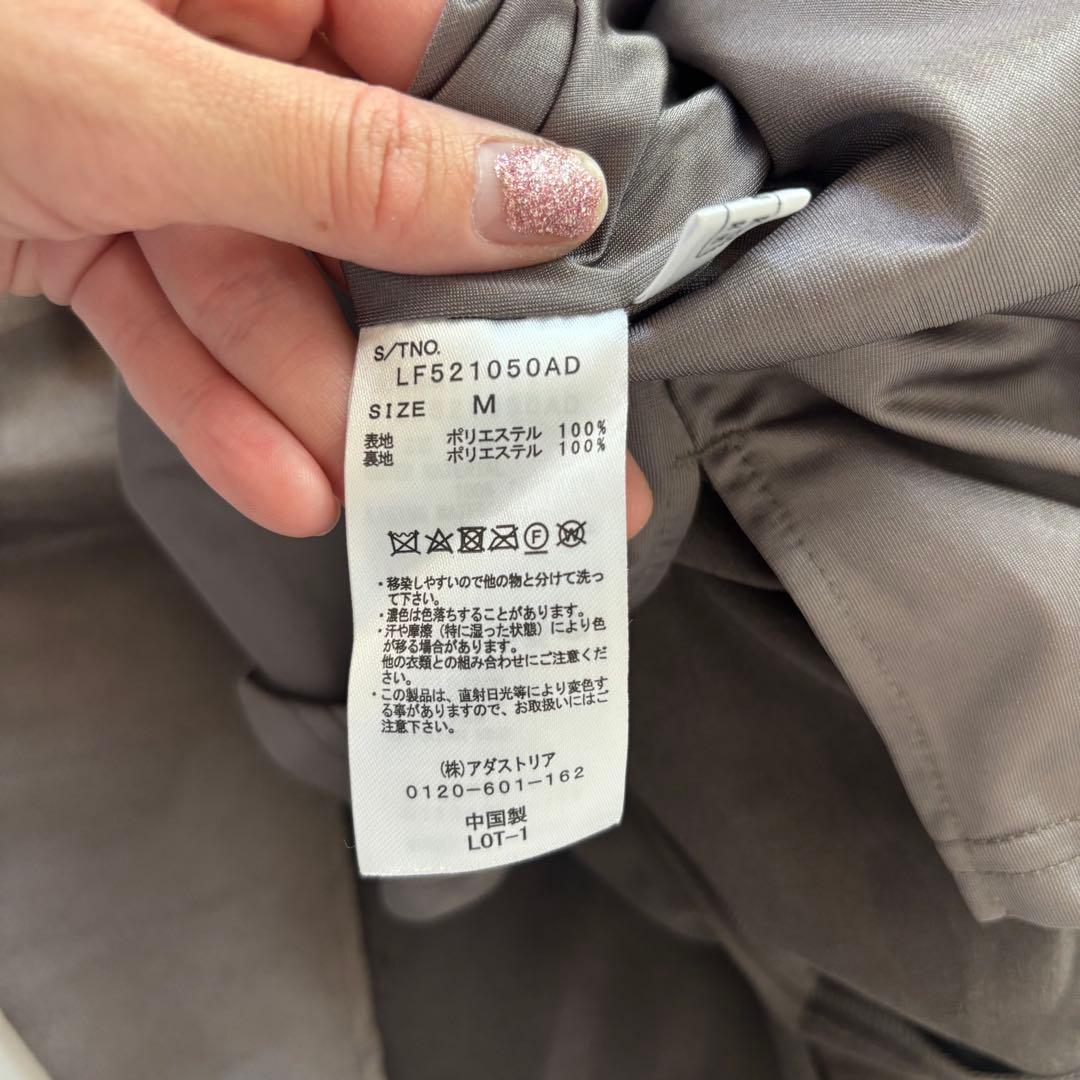 S/TNO.
LF521050AD
SIZE M
表地 ポリエステル 100%
裏地 ポリエステル 100%
F W
・移染しやすいので他の物と分けて洗っ
て下さい。
・濃色は色落ちすることがあります。
・汗や摩擦（特に湿った状態）により色
が移る場合があります。
他の衣類との組み合わせにご注意くだ
さい。
・この製品は、直射日光等により変色す
る事がありますので、お取扱いにはご
注意下さい。
(株)アダストリア
0120-601-162
中国製
LOT-1